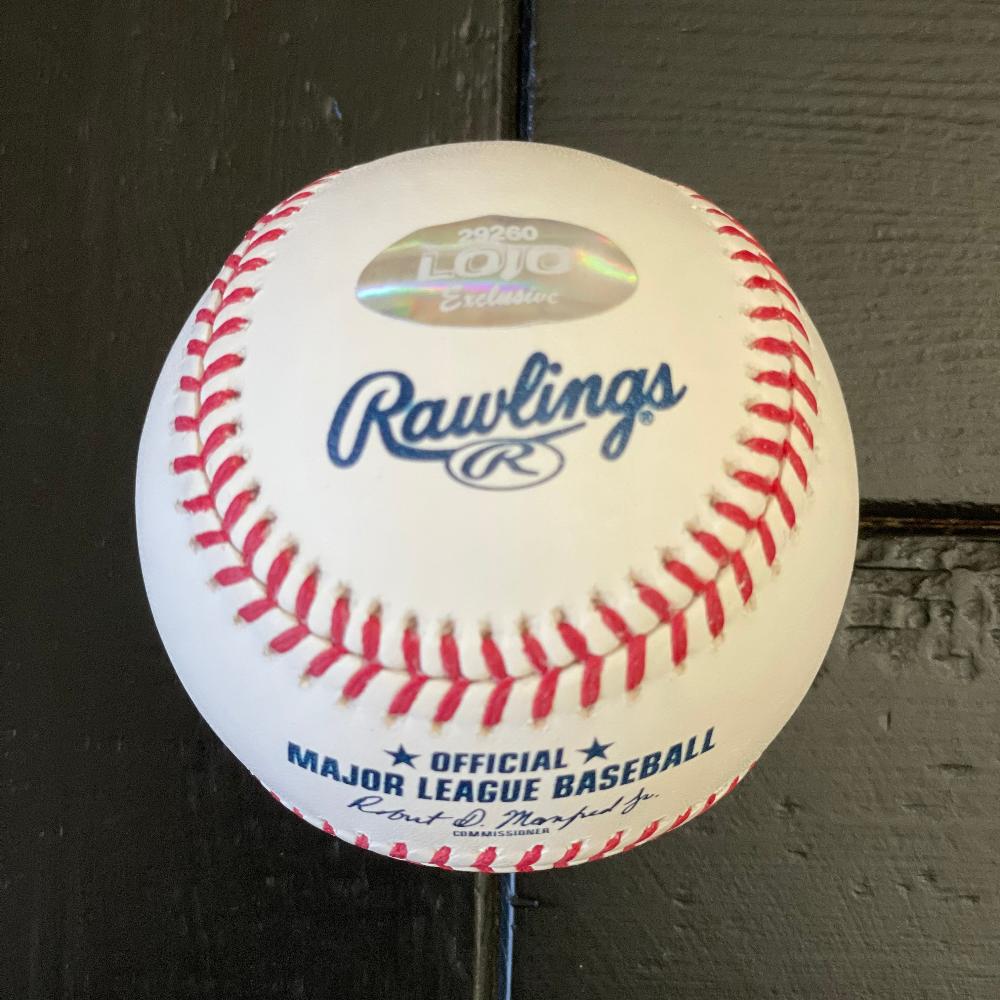 29260
LOJO
Exclusive
Rawlings®
R
★ OFFICIAL ★
MAJOR LEAGUE BASEBALL
Robert D. Manfred Jr.
COMMISSIONER